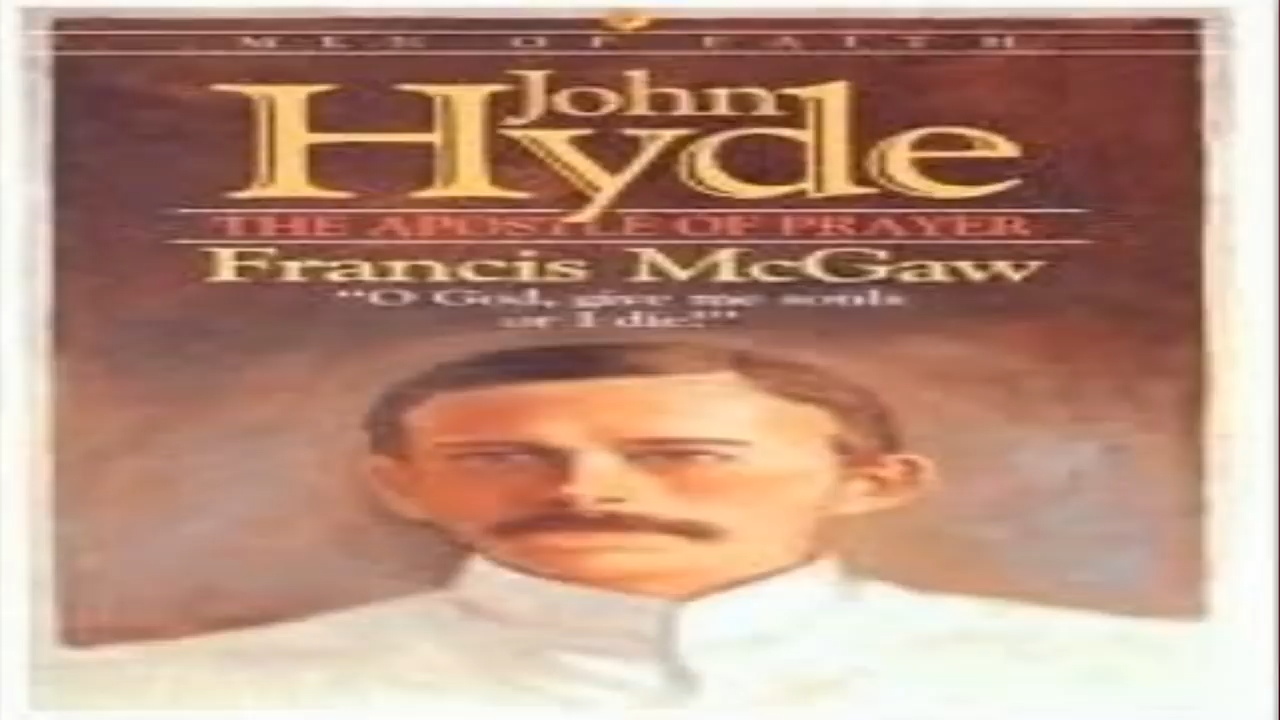 MEN OF FAITH
John
Hyde
THE APOSTLE OF PRAYER
Francis McGaw
"O God, give me souls
or I die!"